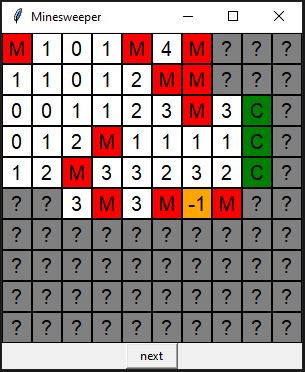 Minesweeper
M 1 0 1 M 4 M ? ? ?
1 1 0 1 2 M M ? ? ?
0 0 1 1 2 3 M 3 C ?
0 1 2 M 1 1 1 1 C ?
1 2 M 3 3 2 3 2 C ?
? ? 3 M 3 M -1 M ? ?
? ? ? ? ? ? ? ? ? ?
? ? ? ? ? ? ? ? ? ?
? ? ? ? ? ? ? ? ? ?
? ? ? ? ? ? ? ? ? ?
next